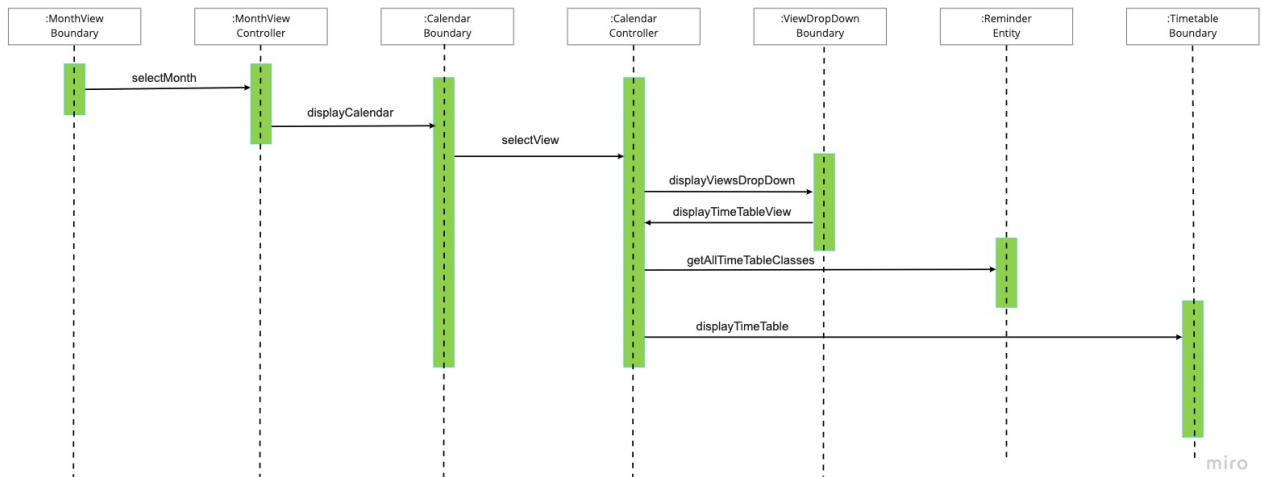 :MonthView
Boundary
:MonthView
Controller
:Calendar
Boundary
:Calendar
Controller
:ViewDropDown
Boundary
:Reminder
Entity
:Timetable
Boundary
selectMonth
displayCalendar
selectView
displayViewsDropDown
displayTimeTableView
getAllTimeTableClasses
displayTimeTable
miro